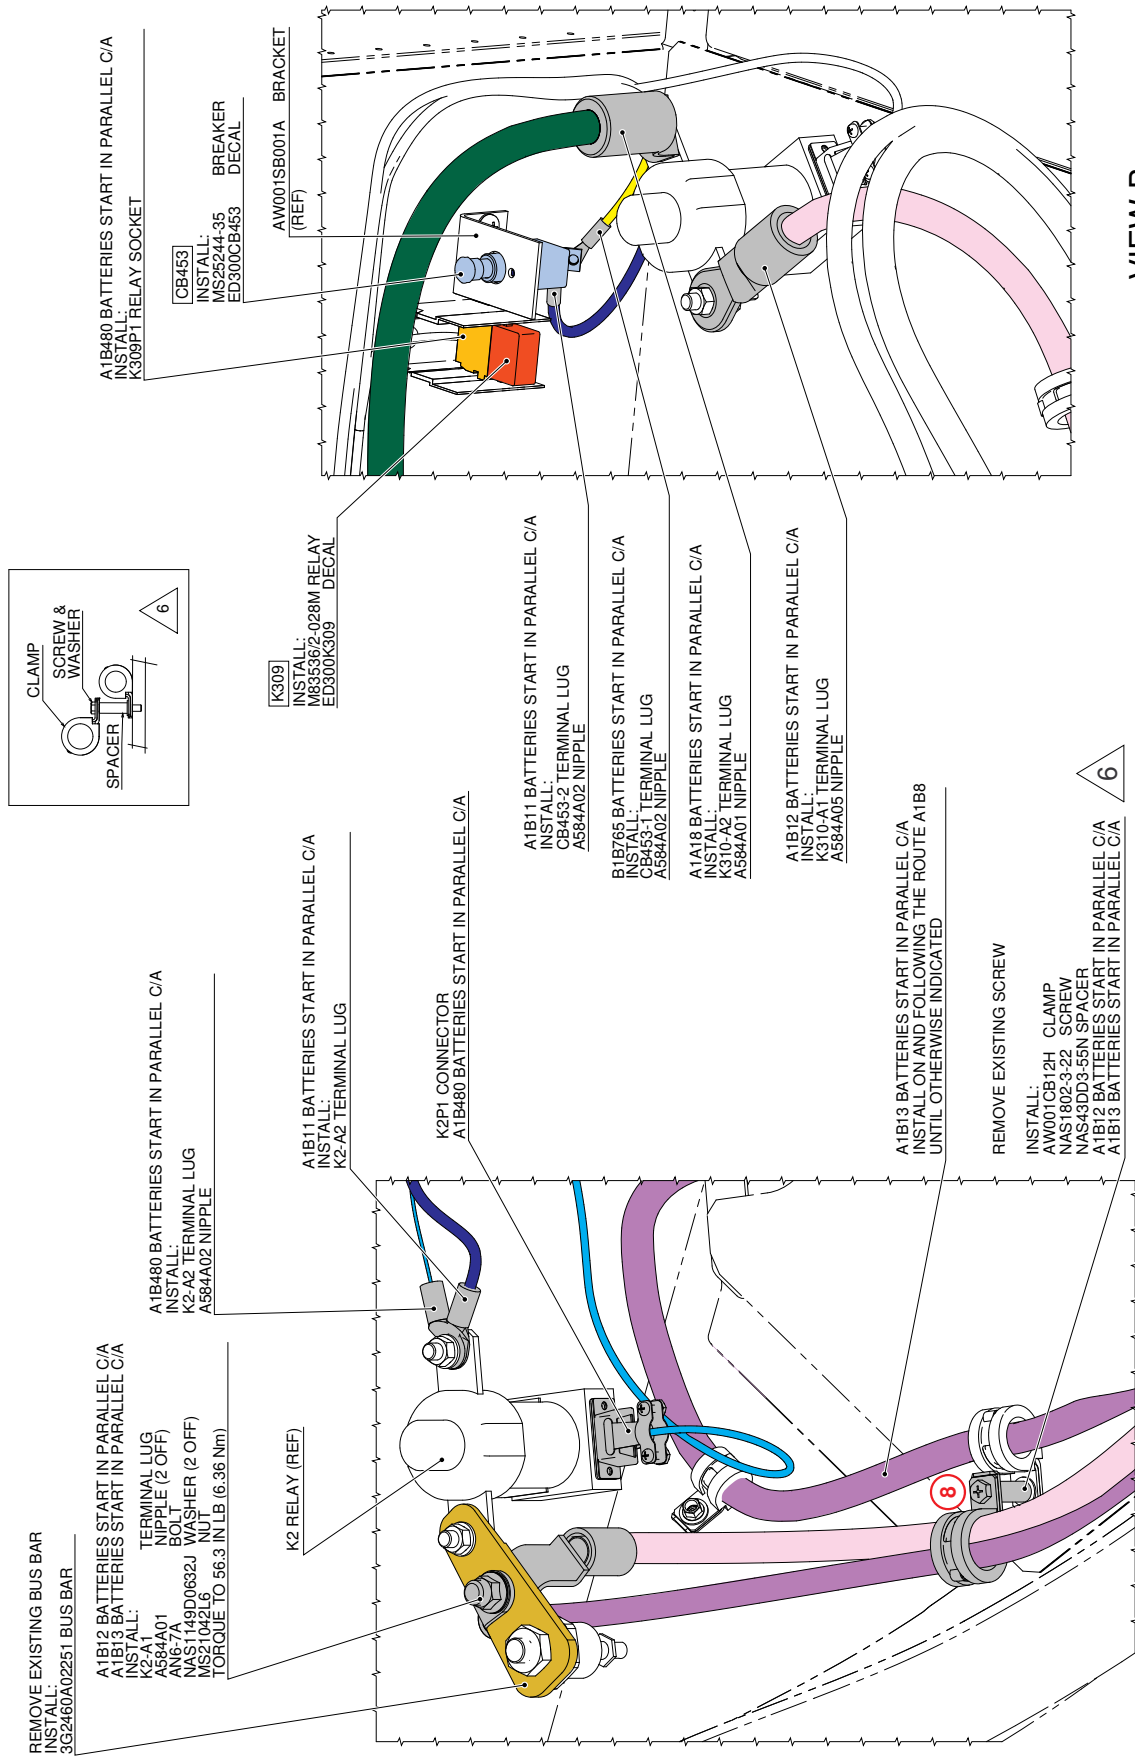 REMOVE EXISTING BUS BAR
INSTALL:
3G2460A02251 BUS BAR
A1B12 BATTERIES START IN PARALLEL C/A
A1B13 BATTERIES START IN PARALLEL C/A
INSTALL:
K2-A1 TERMINAL LUG
A584A01 NIPPLE (2 OFF)
AN6-7A BOLT
NAS1149D0632J WASHER (2 OFF)
MS21042L6 NUT
TORQUE TO 56.3 IN LB (6.36 Nm)
K2 RELAY (REF)
A1B480 BATTERIES START IN PARALLEL C/A
INSTALL:
K2-A2 TERMINAL LUG
A584A02 NIPPLE
A1B11 BATTERIES START IN PARALLEL C/A
INSTALL:
K2-A2 TERMINAL LUG
K2P1 CONNECTOR
A1B480 BATTERIES START IN PARALLEL C/A
A1B13 BATTERIES START IN PARALLEL C/A
INSTALL ON AND FOLLOWING THE ROUTE A1B8
UNTIL OTHERWISE INDICATED
REMOVE EXISTING SCREW
INSTALL:
AW001CB12H CLAMP
NAS1802-3-22 SCREW
NAS43DD3-55N SPACER
A1B12 BATTERIES START IN PARALLEL C/A
A1B13 BATTERIES START IN PARALLEL C/A
6
8
CLAMP
SCREW &
WASHER
SPACER
6
A1B480 BATTERIES START IN PARALLEL C/A
INSTALL:
K309P1 RELAY SOCKET
CB453
INSTALL:
MS25244-35 BREAKER
ED300CB453 DECAL
AW001SB001A BRACKET
(REF)
K309
INSTALL:
M83536/2-028M RELAY
ED300K309 DECAL
A1B11 BATTERIES START IN PARALLEL C/A
INSTALL:
CB453-2 TERMINAL LUG
A584A02 NIPPLE
B1B765 BATTERIES START IN PARALLEL C/A
INSTALL:
CB453-1 TERMINAL LUG
A584A02 NIPPLE
A1A18 BATTERIES START IN PARALLEL C/A
INSTALL:
K310-A2 TERMINAL LUG
A584A01 NIPPLE
A1B12 BATTERIES START IN PARALLEL C/A
INSTALL:
K310-A1 TERMINAL LUG
A584A05 NIPPLE